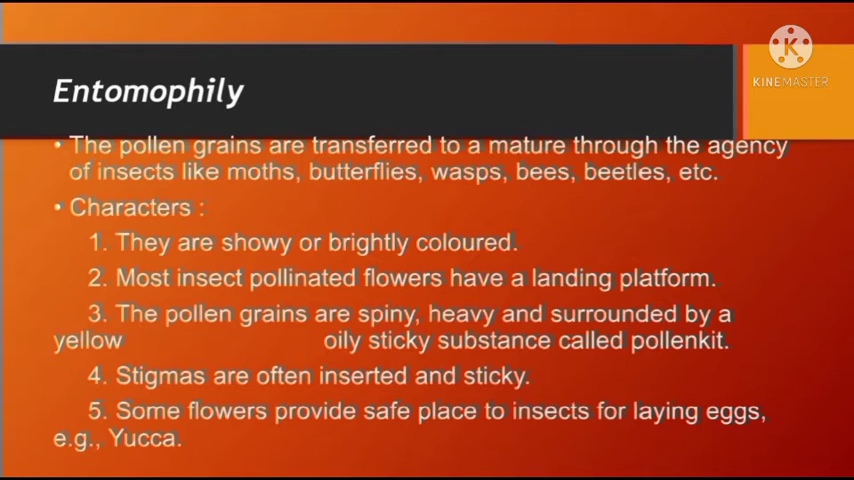 K
KINEMASTER
Entomophily
• The pollen grains are transferred to a mature through the agency
of insects like moths, butterflies, wasps, bees, beetles, etc.
• Characters :
1. They are showy or brightly coloured.
2. Most insect pollinated flowers have a landing platform.
3. The pollen grains are spiny, heavy and surrounded by a
yellow oily sticky substance called pollenkit.
4. Stigmas are often inserted and sticky.
5. Some flowers provide safe place to insects for laying eggs,
e.g., Yucca.